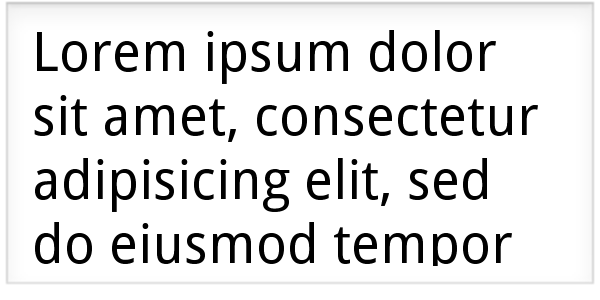 Lorem ipsum dolor
sit amet, consectetur
adipisicing elit, sed
do eiusmod tempor